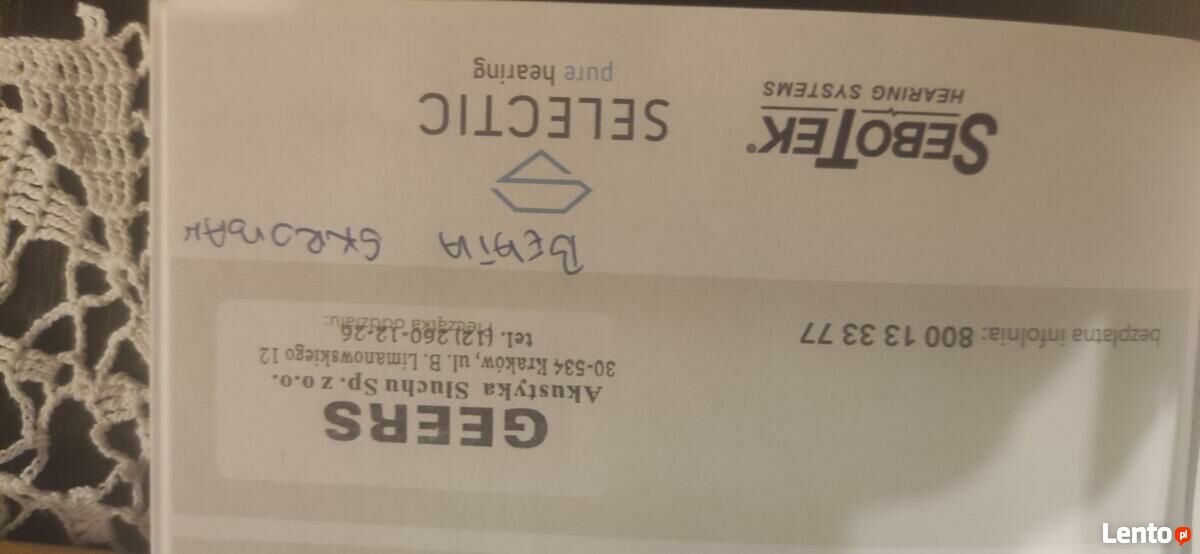 bezpłatna infolinia: 800 13 33 77
GEERS
Akustyka Słuchu Sp. z o.o.
30-534 Kraków, ul. B. Limanowskiego 12
tel. (12) 260-12-26
Pieczątka oddziału:
SEBOTEK®
HEARING SYSTEMS
SELECTIC
pure hearing
Lento.pl